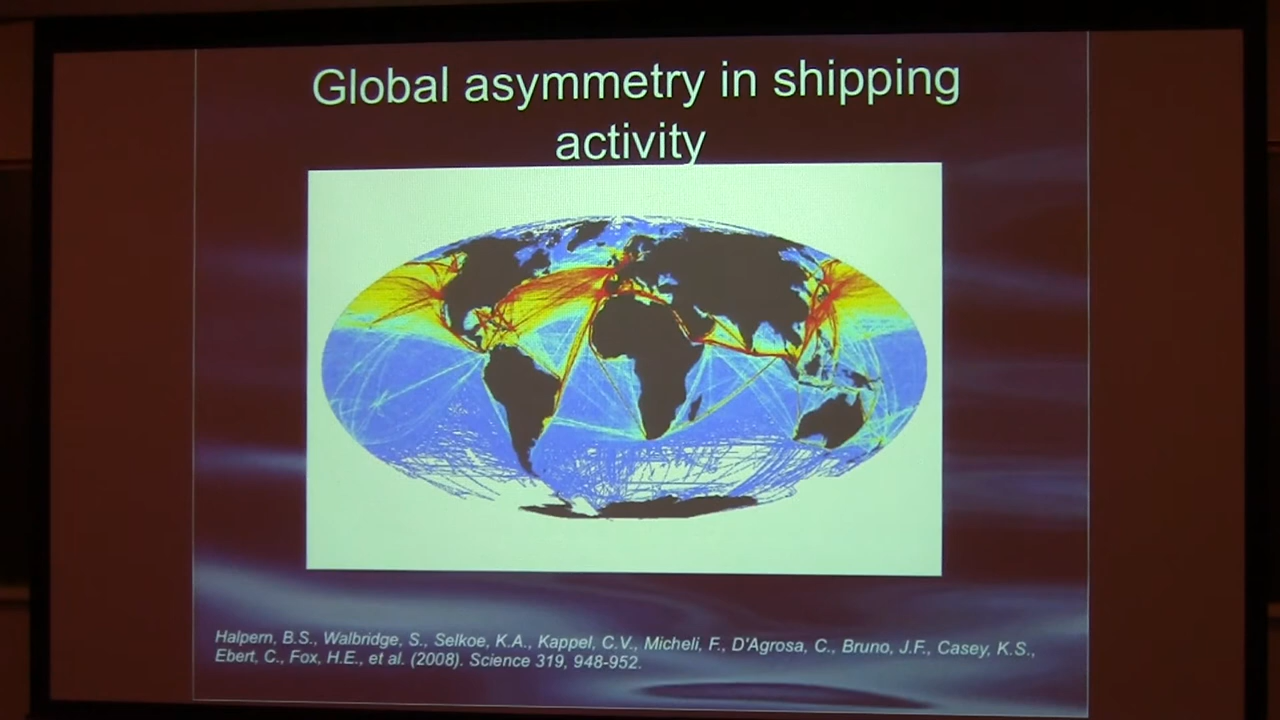 Global asymmetry in shipping
activity
Halpern, B.S., Walbridge, S., Selkoe, K.A., Kappel, C.V., Micheli, F., D'Agrosa, C., Bruno, J.F., Casey, K.S.,
Ebert, C., Fox, H.E., et al. (2008). Science 319, 948-952.